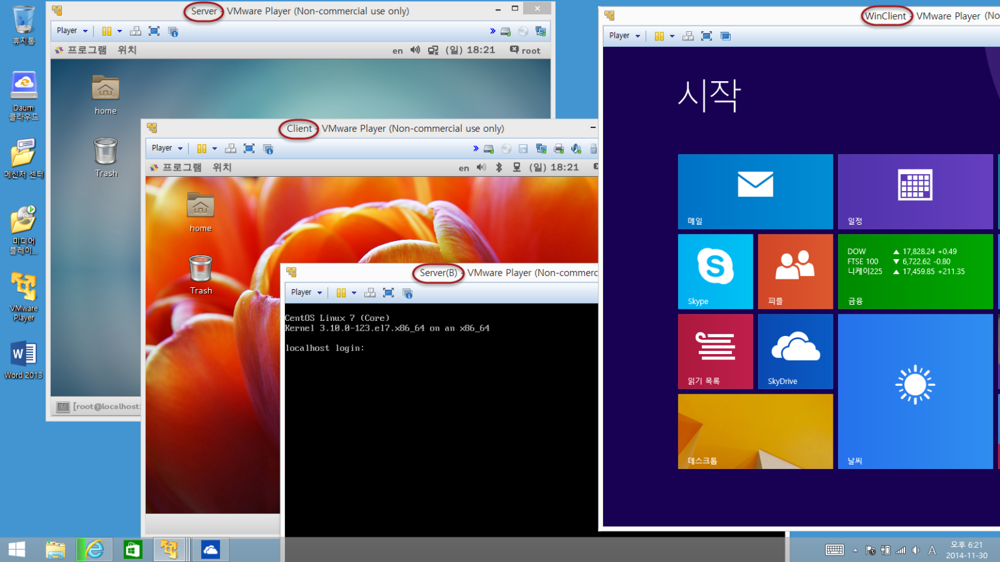 휴지통
Daum
클라우드
메신저 센터
미디어
플레이...
VMware
Player
Word 2013
Server - VMware Player (Non-commercial use only)
Player
프로그램 위치
en (일) 18:21 root
home
Trash
[root@localhost:
Client - VMware Player (Non-commercial use only)
Player
프로그램 위치
en (일) 18:21
home
Trash
Server(B) - VMware Player (Non-commerc
Player
CentOS Linux 7 (Core)
Kernel 3.10.0-123.el7.x86_64 on an x86_64
localhost login:
WinClient - VMware Player (No
Player
시작
메일
일정
Skype
피플
DOW ▲ 17,828.24 +0.49
FTSE 100 ▼ 6,722.62 -0.80
니케이225 ▲ 17,459.85 +211.35
금융
읽기 목록
SkyDrive
데스크톱
날씨
A
오후 6:21
2014-11-30